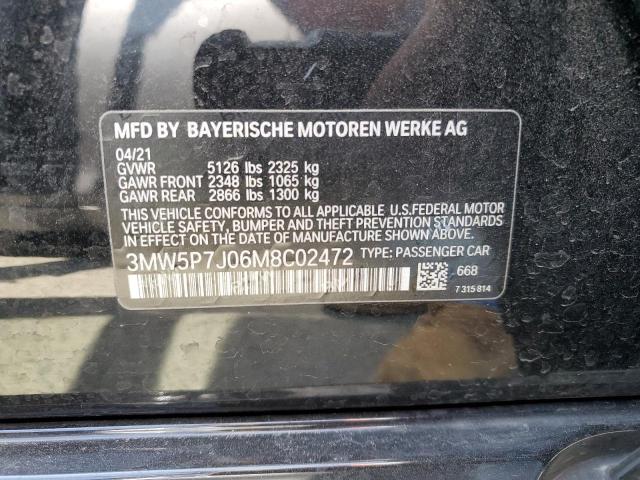 MFD BY BAYERISCHE MOTOREN WERKE AG
04/21
GVWR 5126 lbs 2325 kg
GAWR FRONT 2348 lbs 1065 kg
GAWR REAR 2866 lbs 1300 kg
THIS VEHICLE CONFORMS TO ALL APPLICABLE U.S.FEDERAL MOTOR
VEHICLE SAFETY, BUMPER AND THEFT PREVENTION STANDARDS
IN EFFECT ON THE DATE OF MANUFACTURE SHOWN ABOVE.
3MW5P7J06M8C02472 TYPE: PASSENGER CAR
668
7 315 814